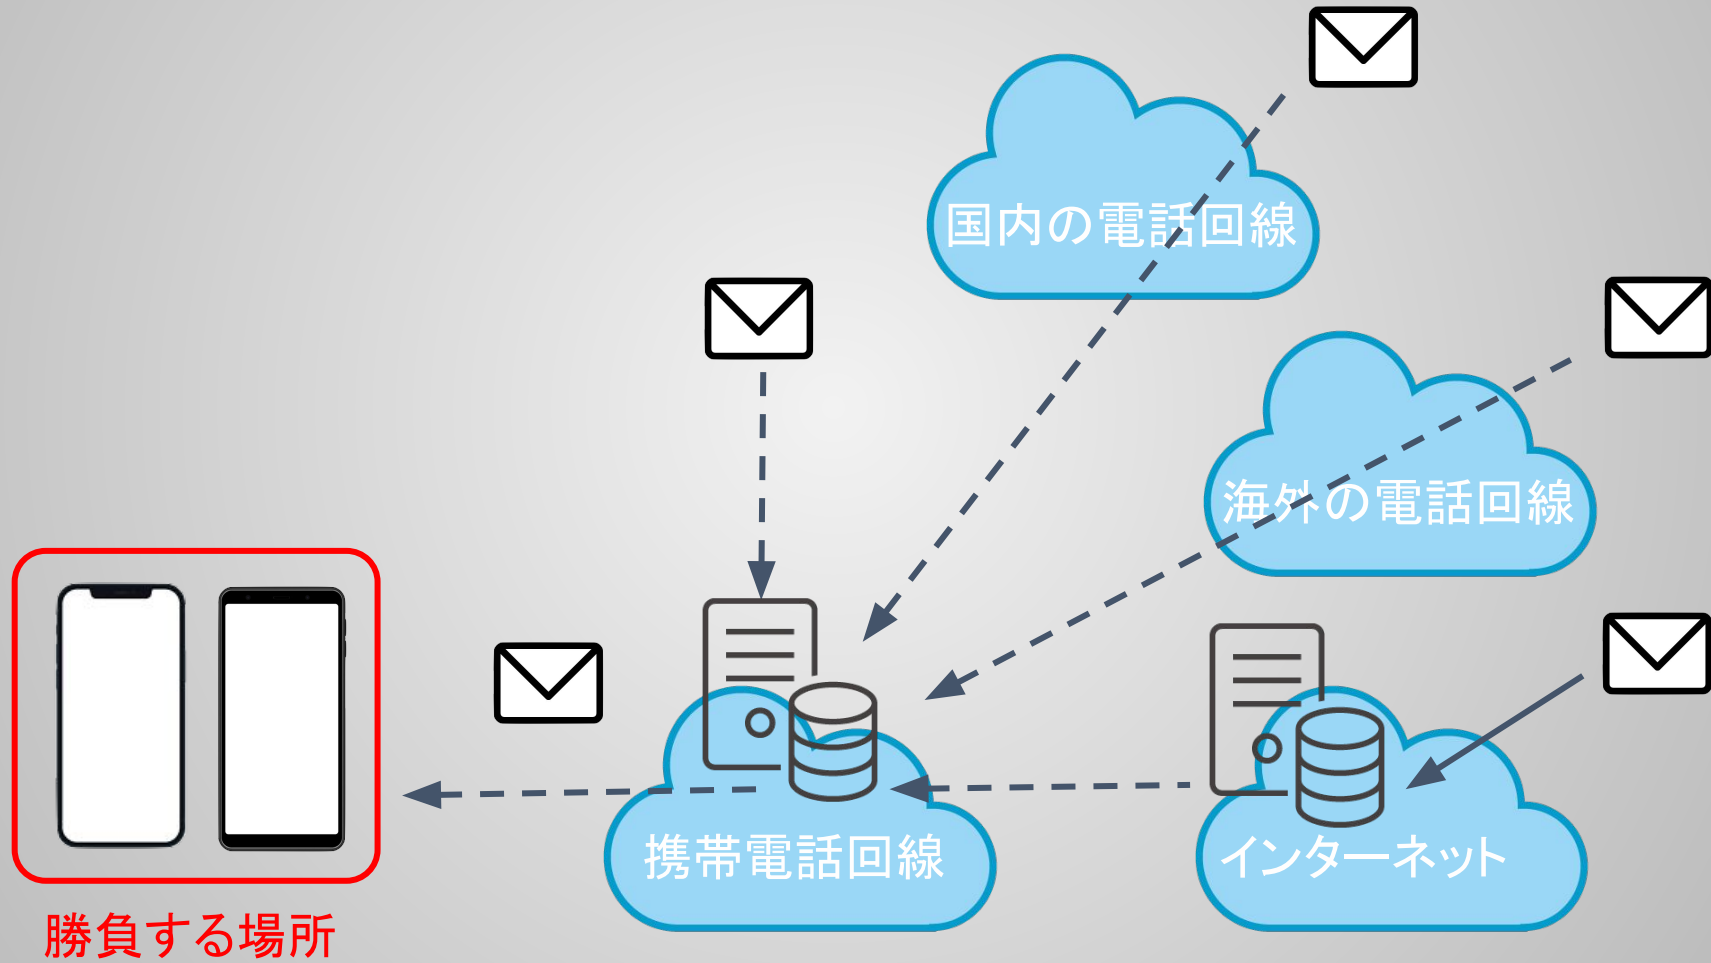 国内の電話回線
海外の電話回線
携帯電話回線
インターネット
勝負する場所